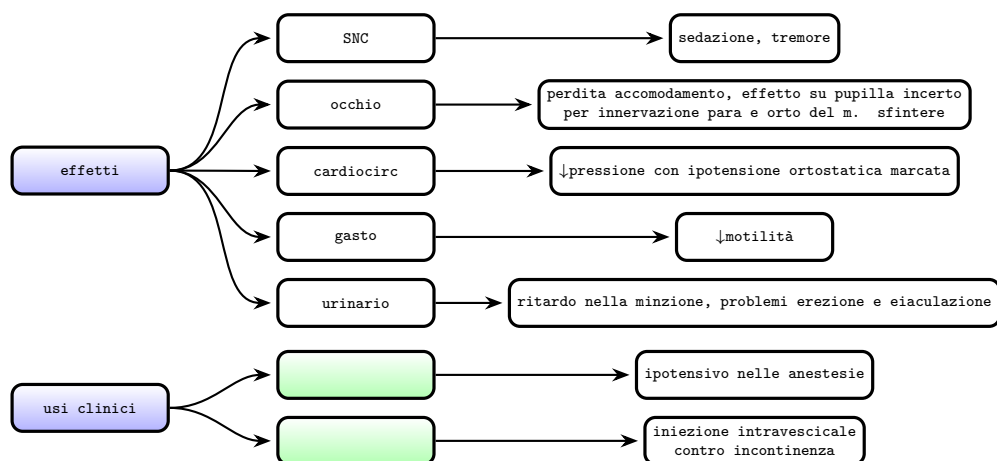 SNC
sedazione, tremore
occhio
perdita accomodamento, effetto su pupilla incerto
per innervazione para e orto del m. sfintere
effetti
cardiocirc
↓pressione con ipotensione ortostatica marcata
gasto
↓motilità
urinario
ritardo nella minzione, problemi erezione e eiaculazione
usi clinici
ipotensivo nelle anestesie
iniezione intravescicale
contro incontinenza